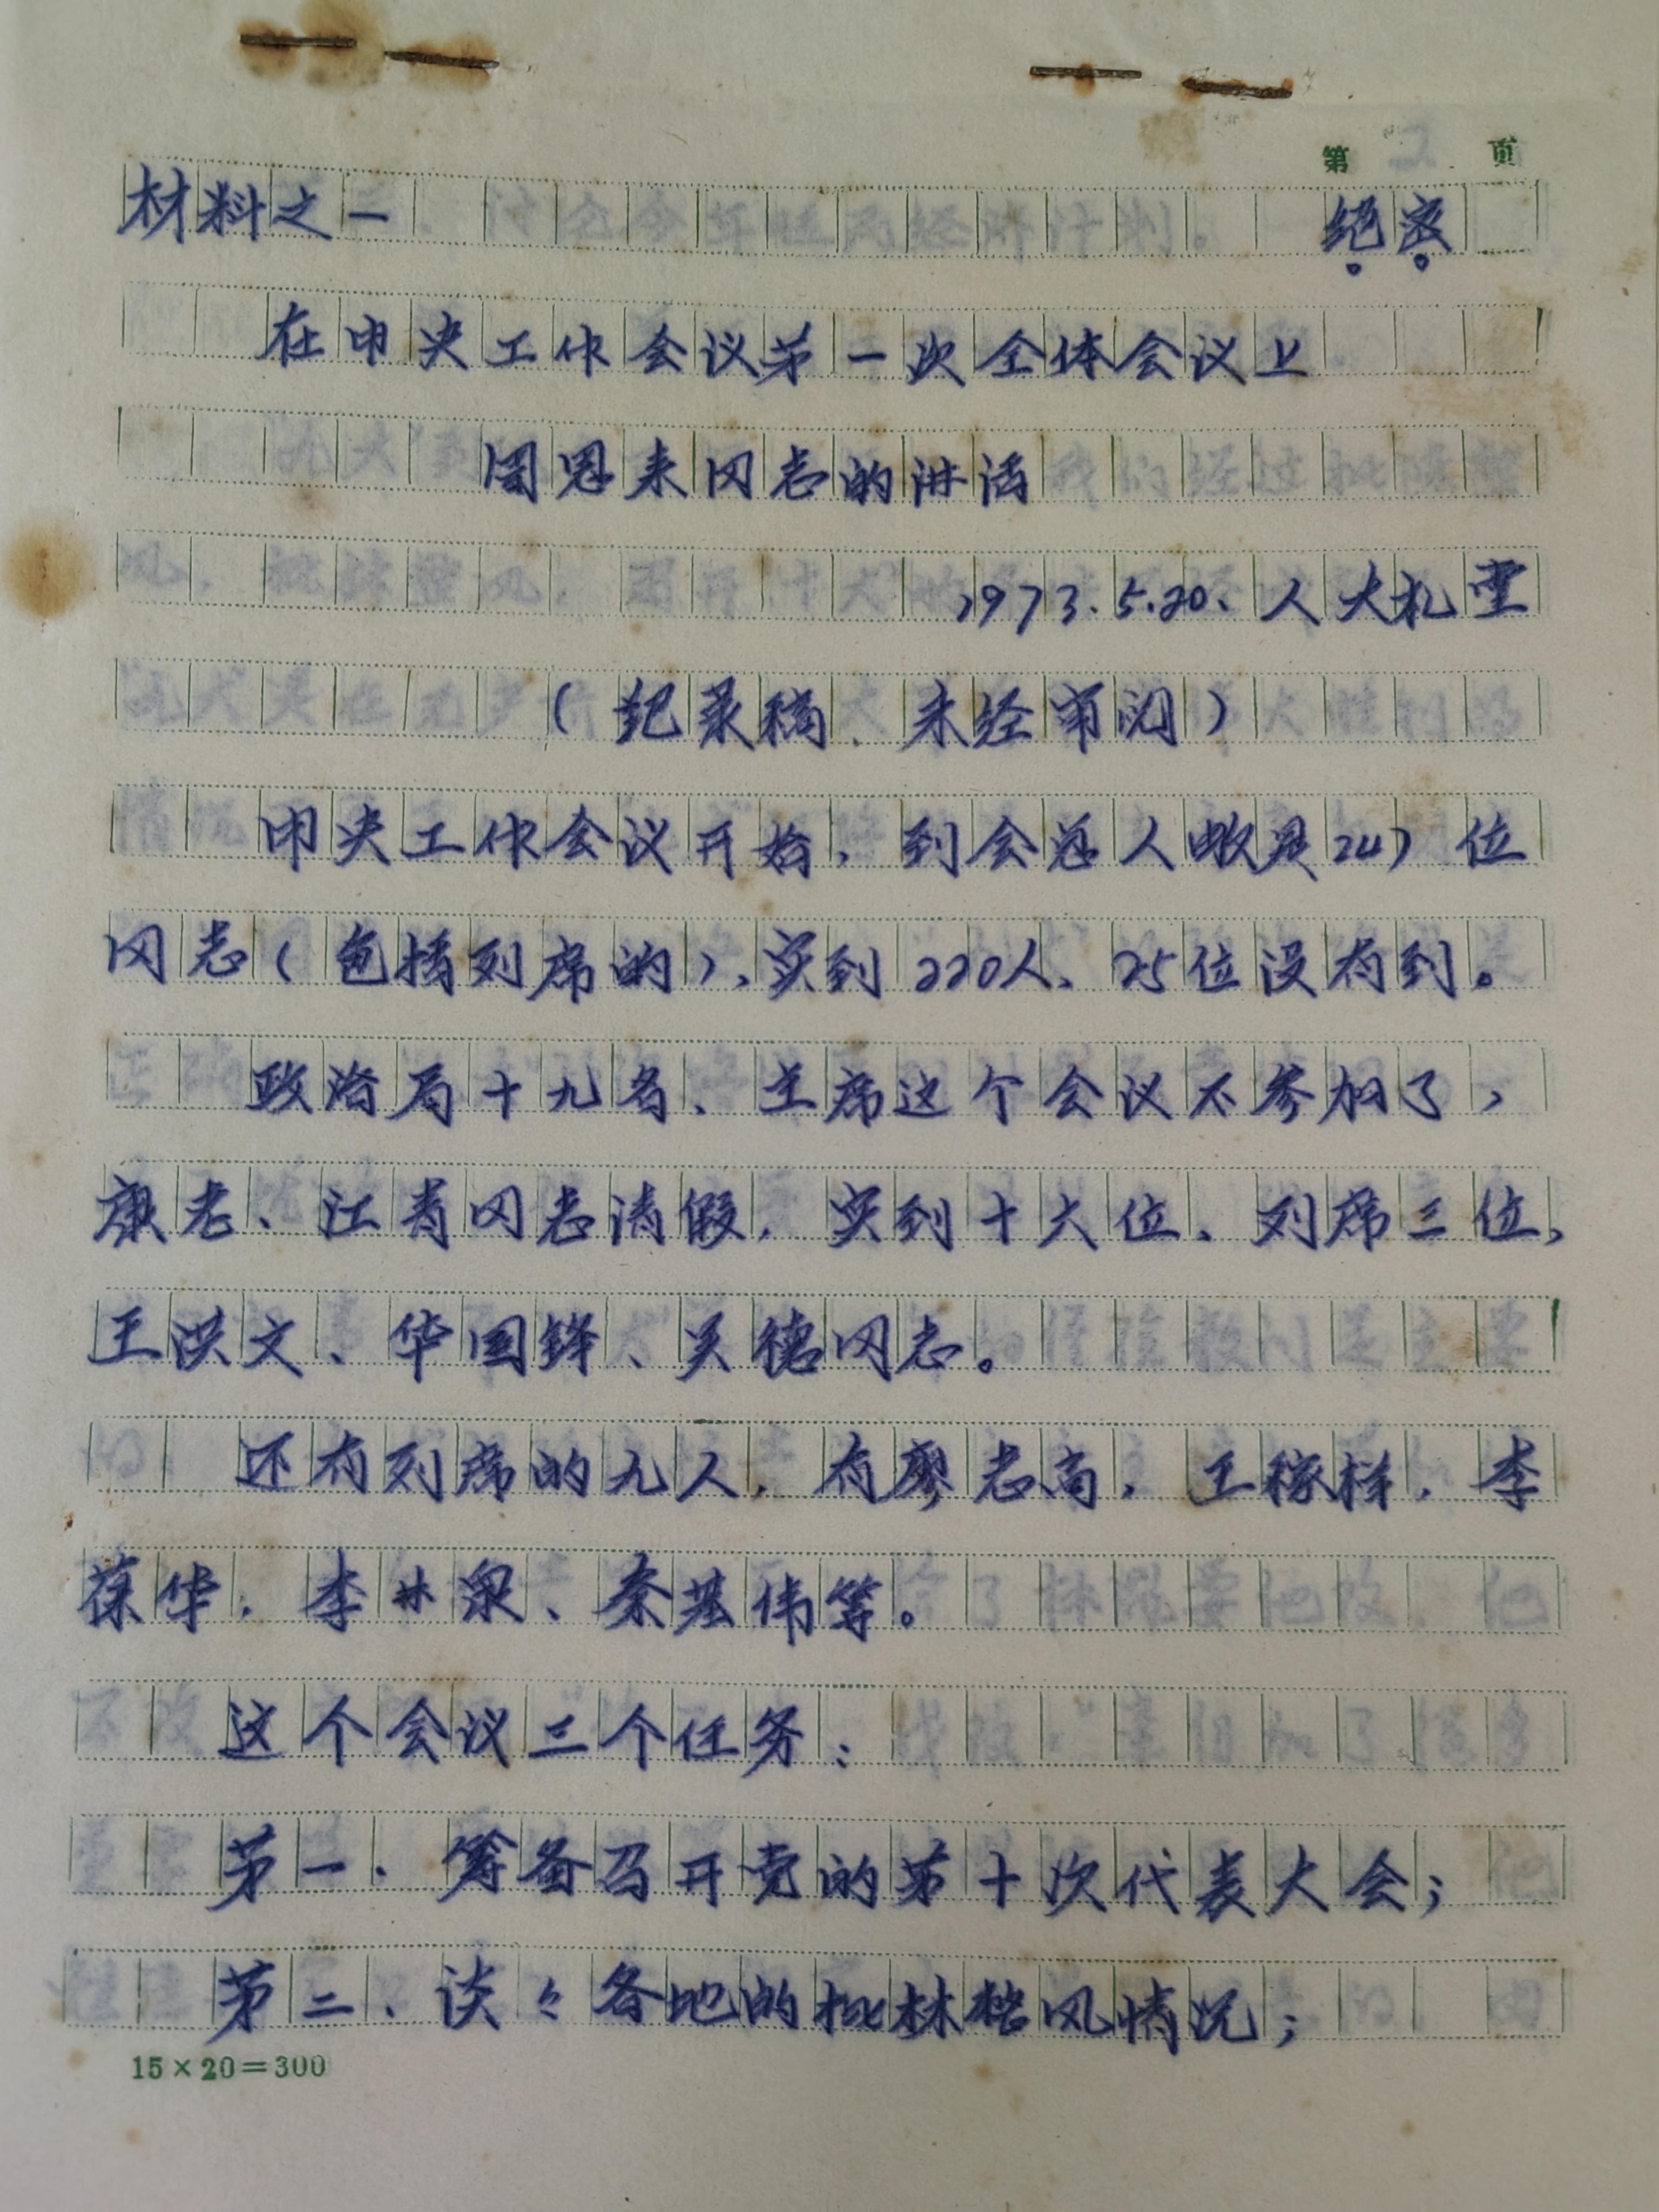 第 页
材料之一 绝密
在中央工作会议第一次全体会议上
周恩来同志的讲话
1973.5.20、人大礼堂
（纪录稿、未经审阅）
中央工作会议开始，到会总人数是247位
同志（包括列席的），实到220人、25位没有到。
政治局十九名、主席这个会议不参加了，
康老、江青同志请假，实到十六位、列席三位，
王洪文、华国锋、吴德同志。
还有列席的九人，有廖志高，王稼祥，李
葆华，李井泉、秦基伟等。
这个会议三个任务：
第一、筹备召开党的第十次代表大会；
第二、谈々各地的批林整风情况；
15×20=300